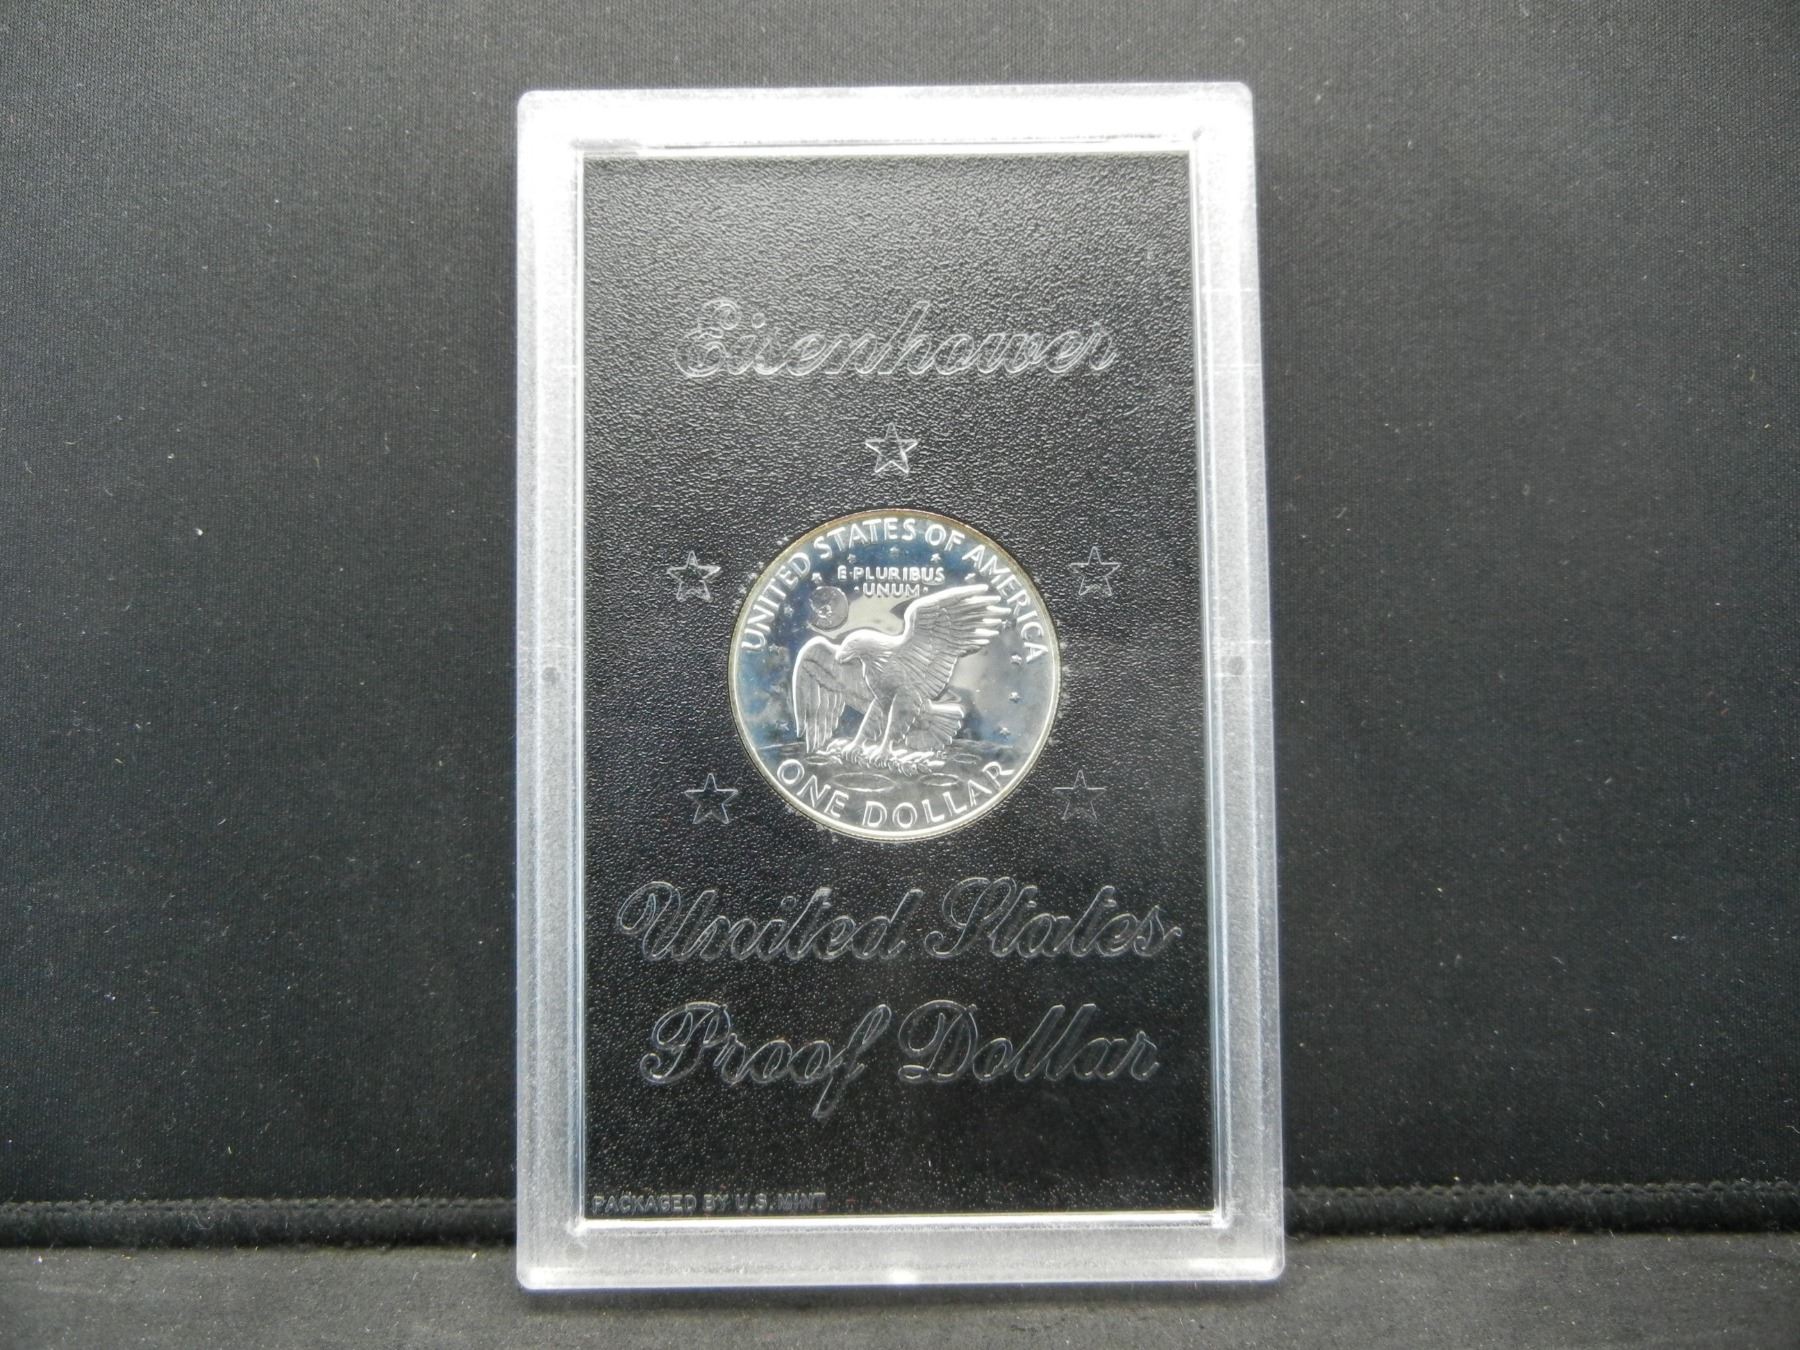 Eisenhower
UNITED STATES OF AMERICA
E·PLURIBUS
·UNUM·
ONE DOLLAR
United States
Proof Dollar
PACKAGED BY U.S. MINT